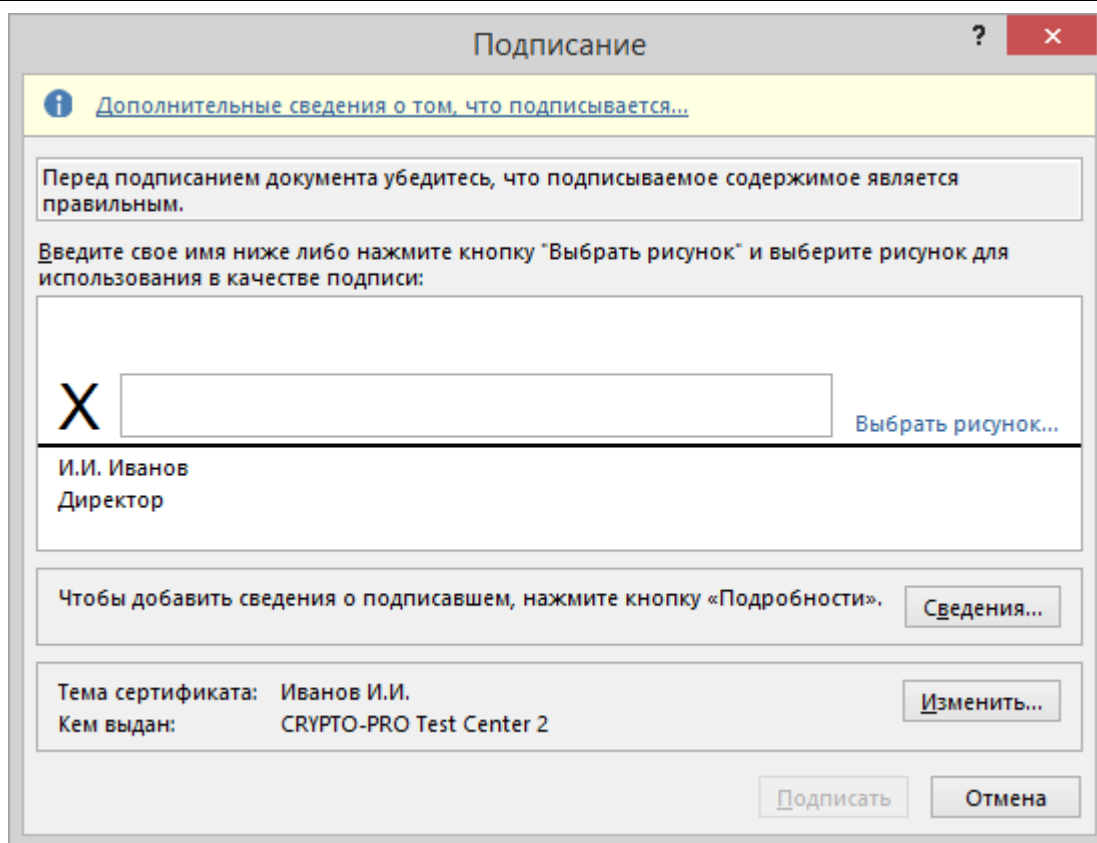 Подписание
?
Дополнительные сведения о том, что подписывается...
Перед подписанием документа убедитесь, что подписываемое содержимое является
правильным.
Введите свое имя ниже либо нажмите кнопку "Выбрать рисунок" и выберите рисунок для
использования в качестве подписи:
X
Выбрать рисунок...
И.И. Иванов
Директор
Чтобы добавить сведения о подписавшем, нажмите кнопку «Подробности».
Сведения...
Тема сертификата: Иванов И.И.
Кем выдан: CRYPTO-PRO Test Center 2
Изменить...
Подписать Отмена